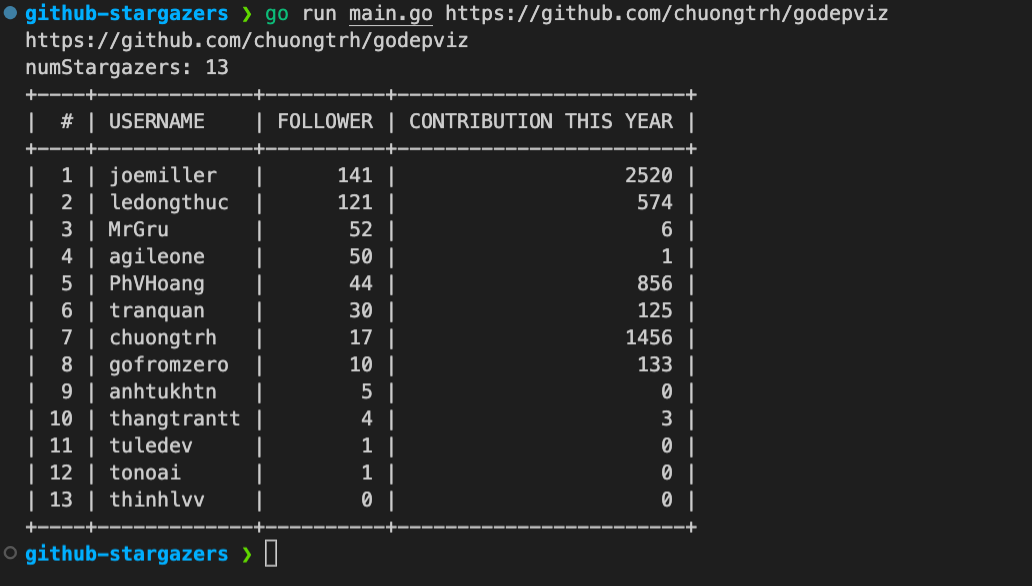 github-stargazers ❯ go run main.go https://github.com/chuongtrh/godepviz
https://github.com/chuongtrh/godepviz
numStargazers: 13
+----+-------------+----------+------------------------+
|  # | USERNAME    | FOLLOWER | CONTRIBUTION THIS YEAR |
+----+-------------+----------+------------------------+
|  1 | joemiller   |      141 |                   2520 |
|  2 | ledongthuc  |      121 |                    574 |
|  3 | MrGru       |       52 |                      6 |
|  4 | agileone    |       50 |                      1 |
|  5 | PhVHoang    |       44 |                    856 |
|  6 | tranquan    |       30 |                    125 |
|  7 | chuongtrh   |       17 |                   1456 |
|  8 | gofromzero  |       10 |                    133 |
|  9 | anhtukhtn   |        5 |                      0 |
| 10 | thangtrantt |        4 |                      3 |
| 11 | tuledev     |        1 |                      0 |
| 12 | tonoai      |        1 |                      0 |
| 13 | thinhlvv    |        0 |                      0 |
+----+-------------+----------+------------------------+
github-stargazers ❯